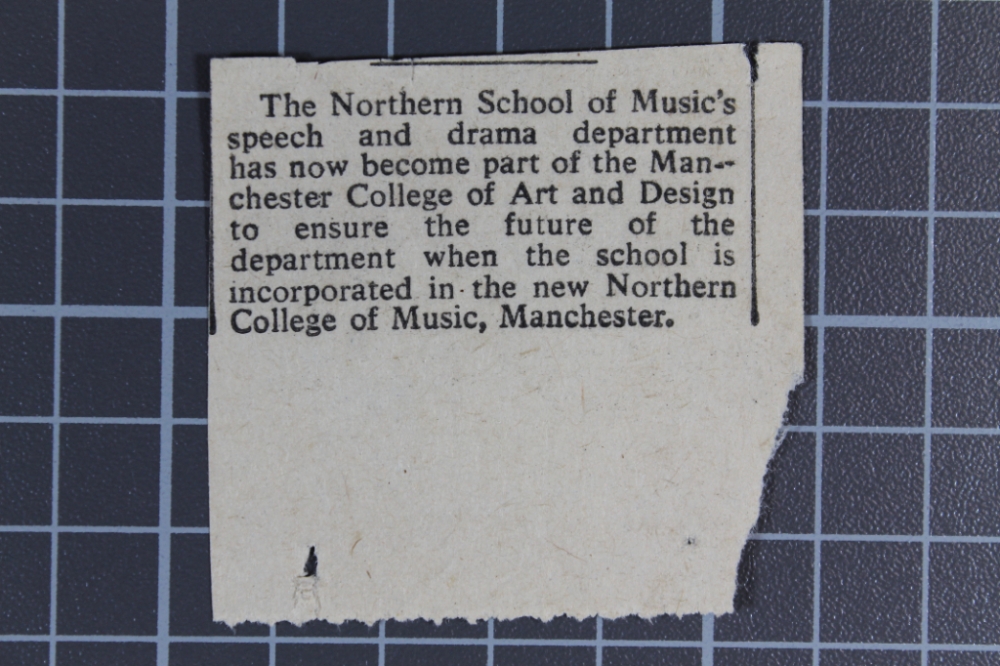 The Northern School of Music's
speech and drama department
has now become part of the Man--
chester College of Art and Design
to ensure the future of the
department when the school is
incorporated in the new Northern
College of Music, Manchester.